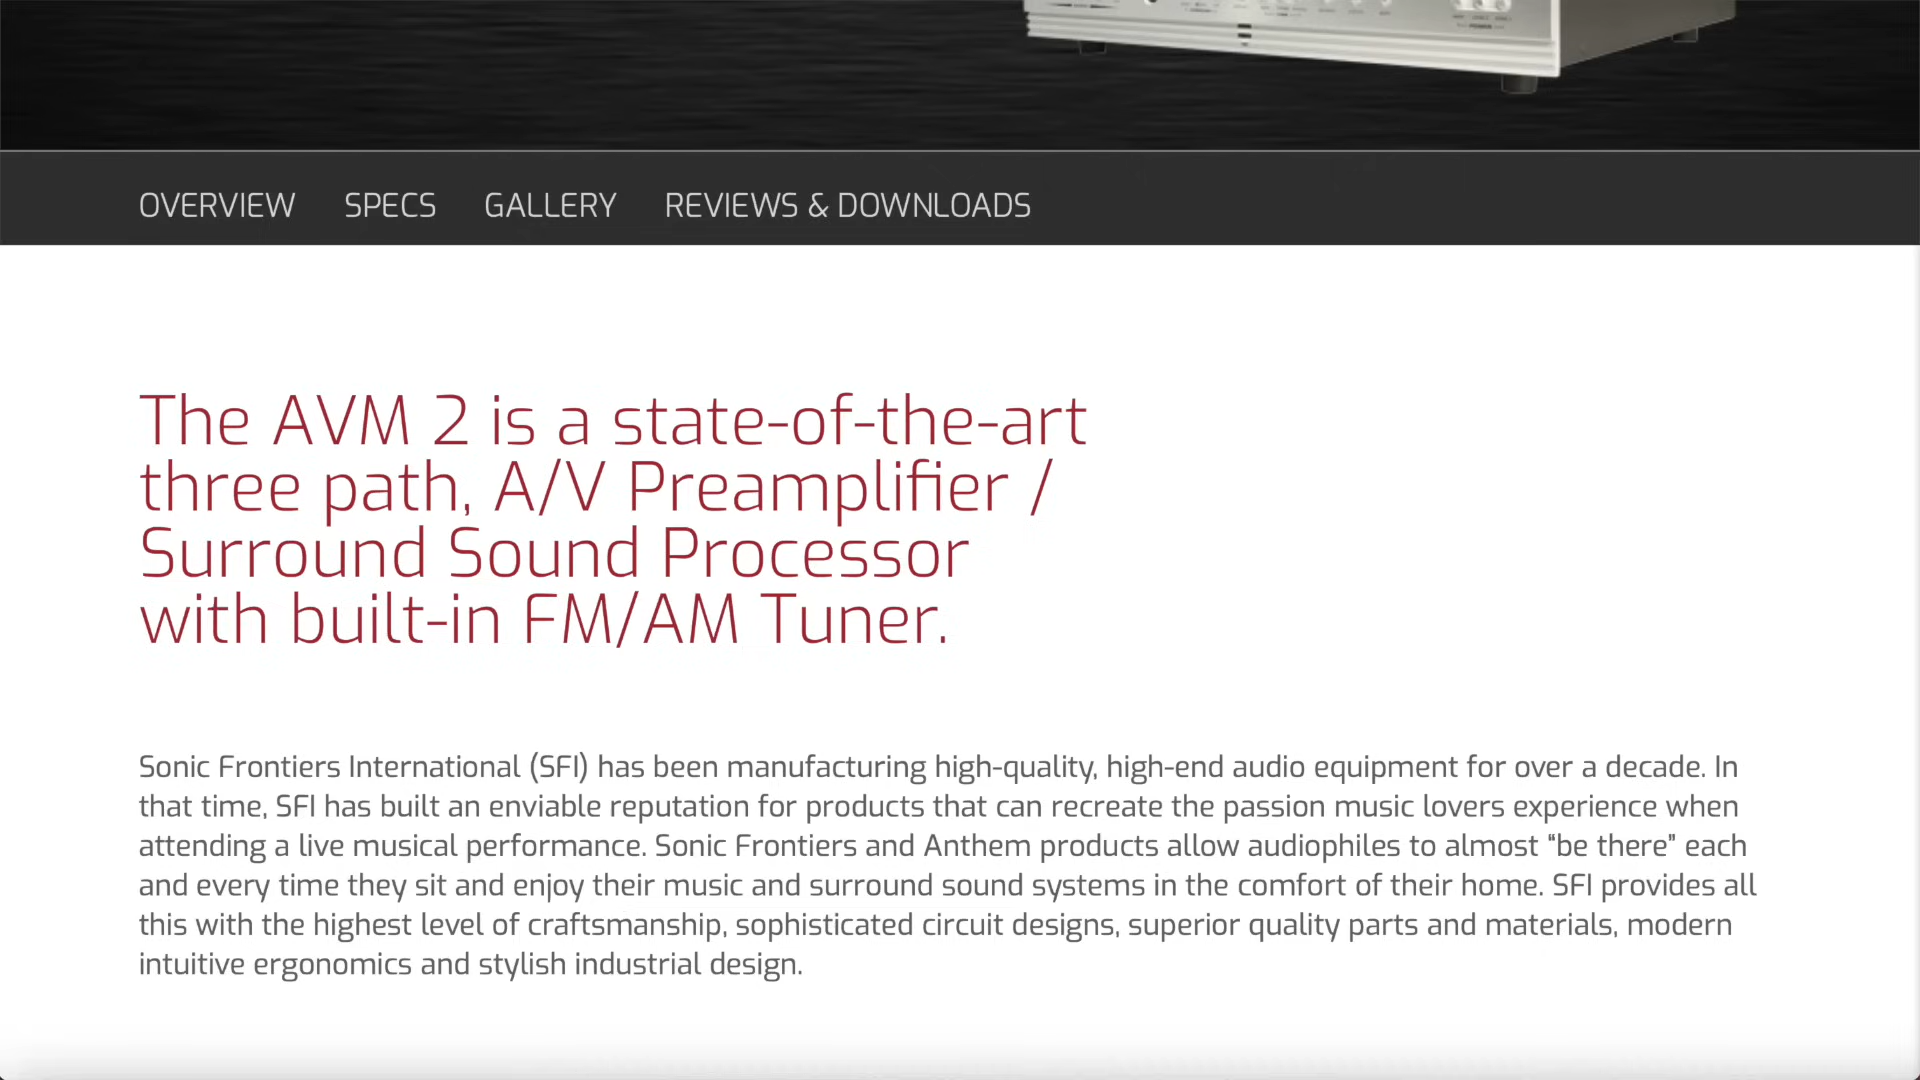 OVERVIEW SPECS GALLERY REVIEWS & DOWNLOADS
The AVM 2 is a state-of-the-art
three path, A/V Preamplifier /
Surround Sound Processor
with built-in FM/AM Tuner.
Sonic Frontiers International (SFI) has been manufacturing high-quality, high-end audio equipment for over a decade. In
that time, SFI has built an enviable reputation for products that can recreate the passion music lovers experience when
attending a live musical performance. Sonic Frontiers and Anthem products allow audiophiles to almost “be there” each
and every time they sit and enjoy their music and surround sound systems in the comfort of their home. SFI provides all
this with the highest level of craftsmanship, sophisticated circuit designs, superior quality parts and materials, modern
intuitive ergonomics and stylish industrial design.